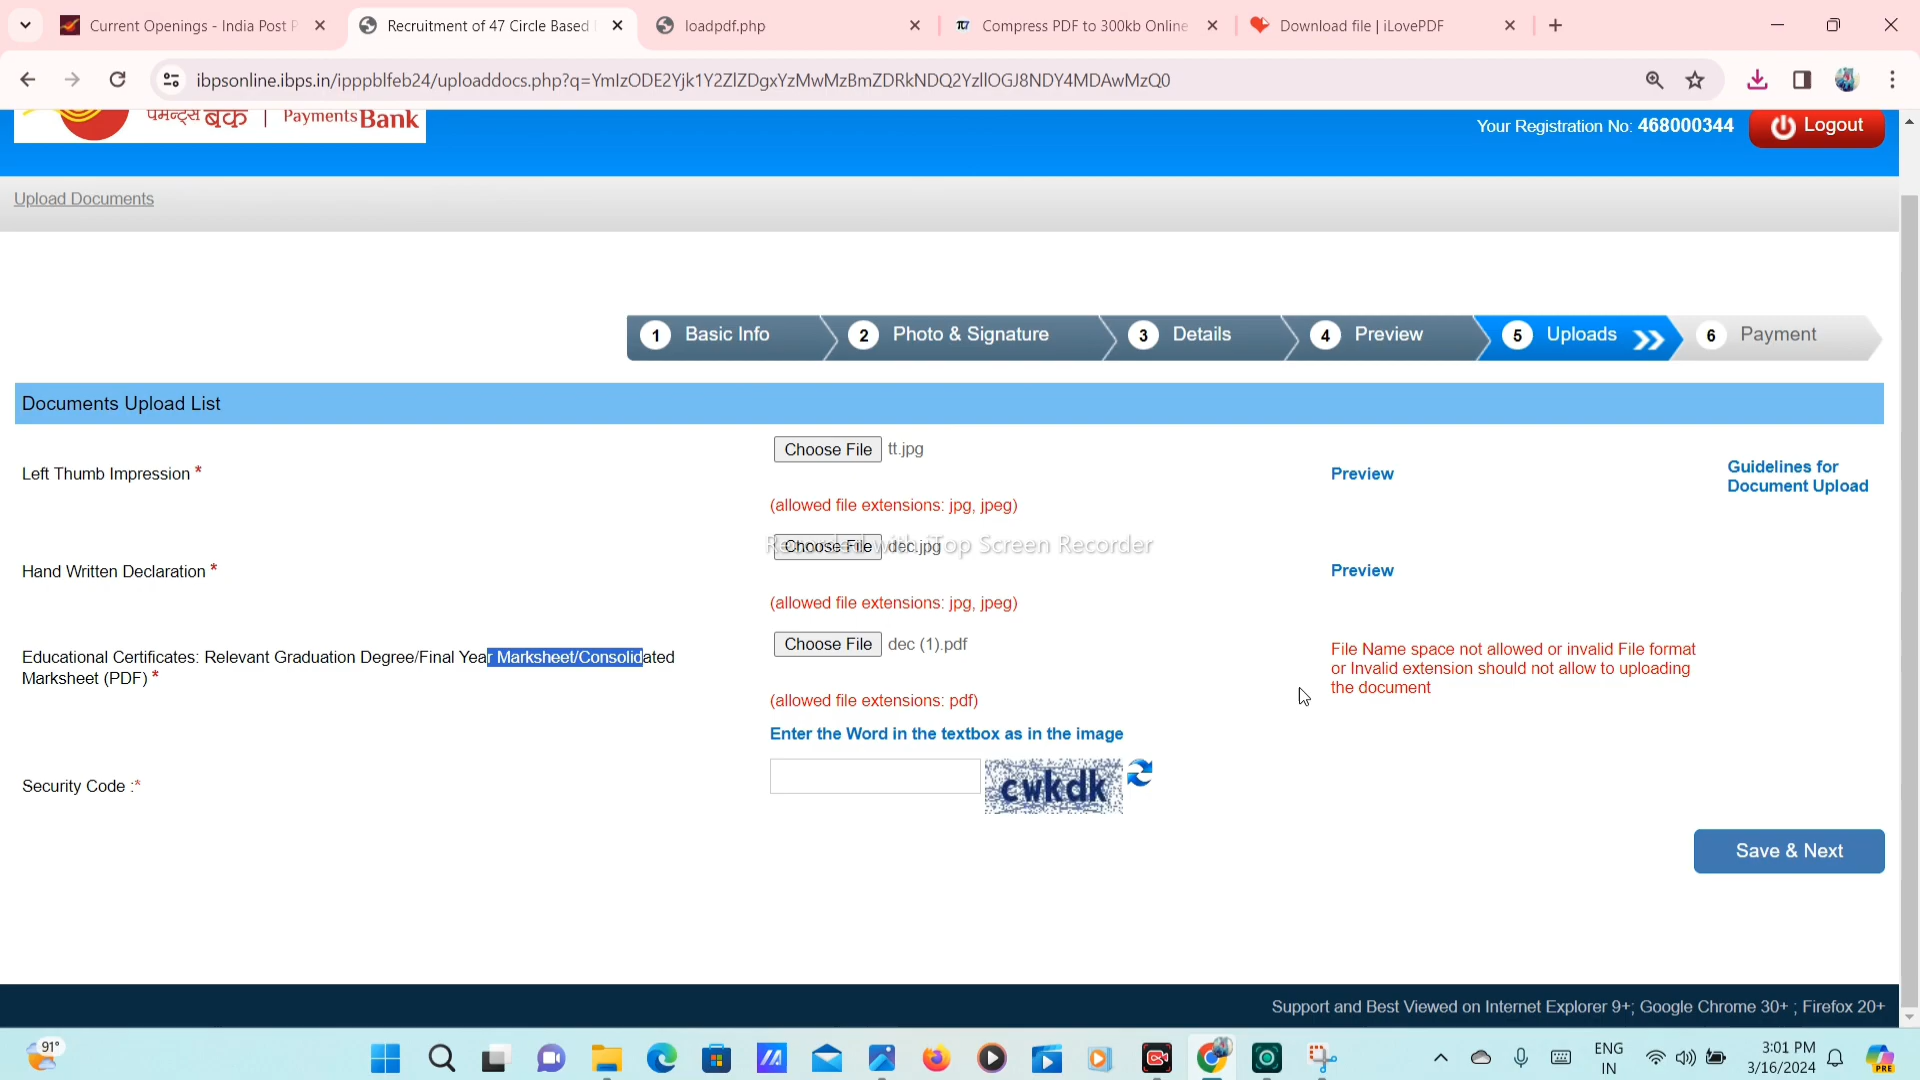 Current Openings - India Post P
Recruitment of 47 Circle Based
loadpdf.php
Compress PDF to 300kb Online
Download file | iLovePDF
ibpsonline.ibps.in/ipppblfeb24/uploaddocs.php?q=YmIzODE2Yjk1Y2ZlZDgxYzMwMzBmZDRkNDQ2YzllOGJ8NDY4MDAwMzQ0
पेमेन्ट्स बैंक | Payments Bank
Your Registration No: 468000344
Logout
Upload Documents
1 Basic Info
2 Photo & Signature
3 Details
4 Preview
5 Uploads
6 Payment
Documents Upload List
Choose File tt.jpg
Left Thumb Impression *
Preview
Guidelines for
Document Upload
(allowed file extensions: jpg, jpeg)
Choose File dec.jpg
Recorded with iTop Screen Recorder
Hand Written Declaration *
Preview
(allowed file extensions: jpg, jpeg)
Choose File dec (1).pdf
Educational Certificates: Relevant Graduation Degree/Final Year Marksheet/Consolidated
Marksheet (PDF) *
File Name space not allowed or invalid File format
or Invalid extension should not allow to uploading
the document
(allowed file extensions: pdf)
Enter the Word in the textbox as in the image
Security Code :*
cwkdk
Save & Next
Support and Best Viewed on Internet Explorer 9+; Google Chrome 30+ ; Firefox 20+
91°
ENG
IN
3:01 PM
3/16/2024
PRE